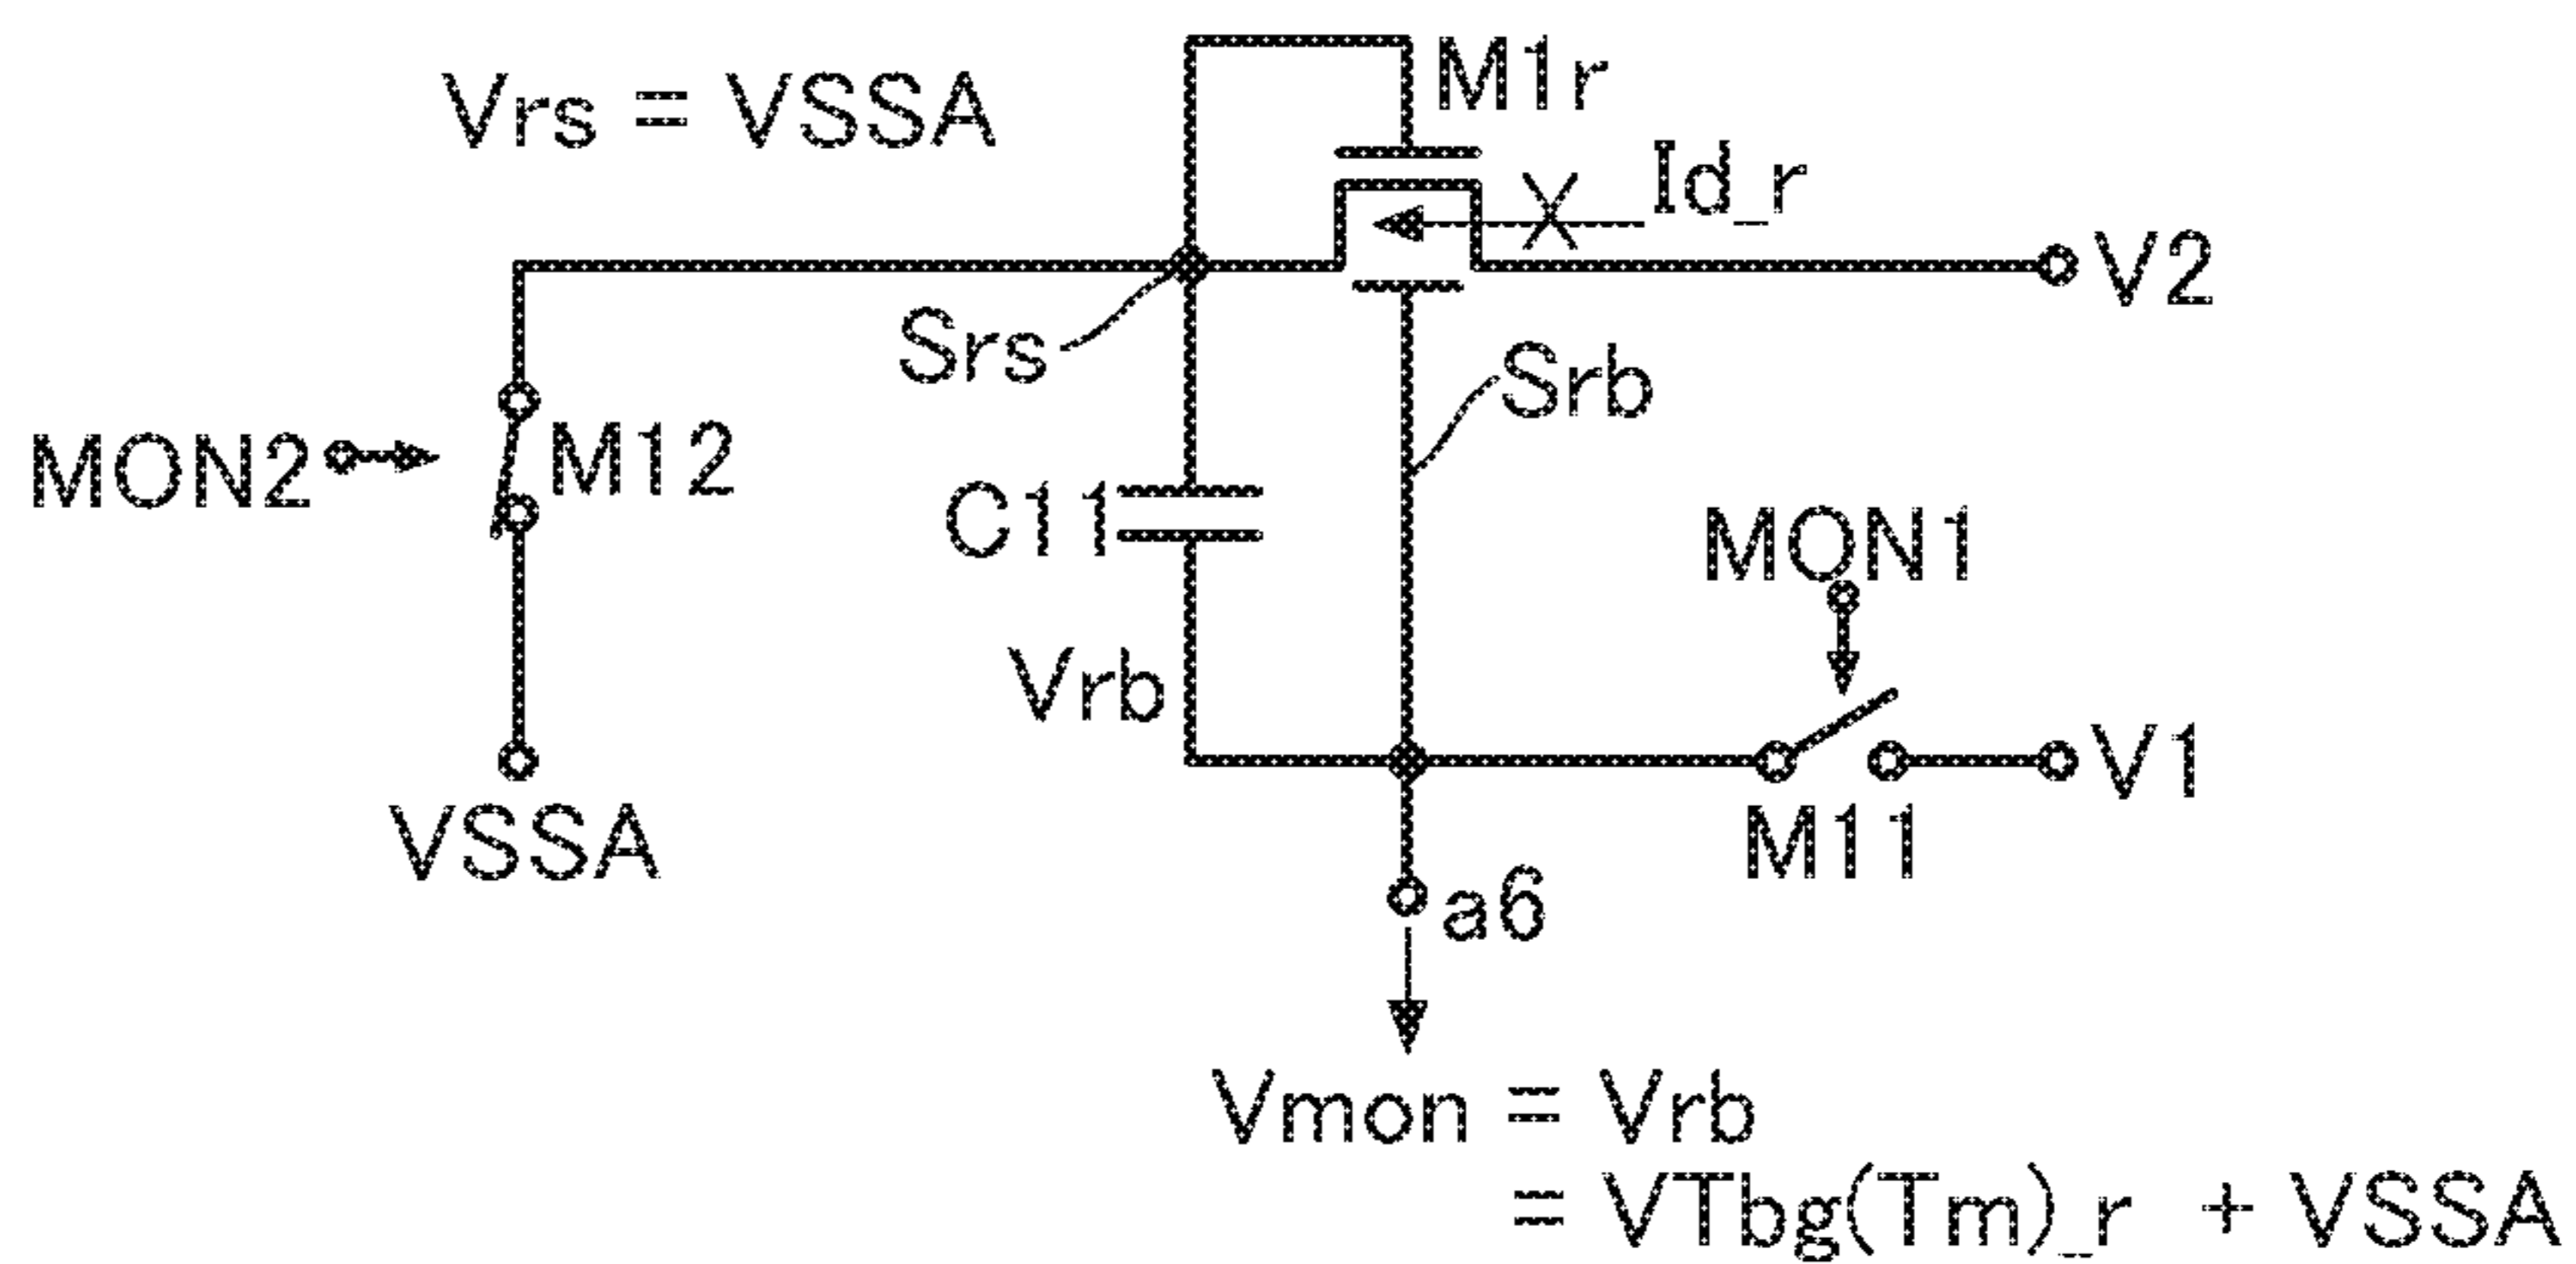 Vrs = VSSA
M1r
Id_r
V2
Srs
Srb
MON2
M12
C11
MON1
Vrb
V1
VSSA
M11
a6
Vmon = Vrb
= VTbg(Tm)_r + VSSA